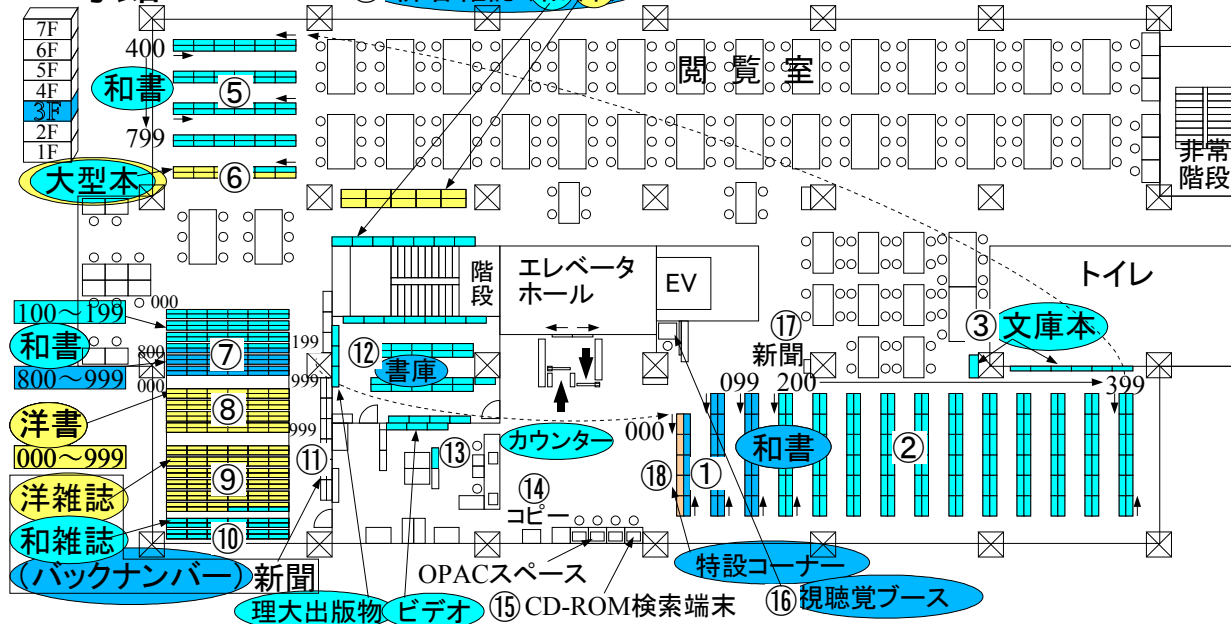 7F
6F
5F
4F
3F
2F
1F
400
和書
⑤
799
大型本
⑥
閲 覧 室
非常
階段
階
段
エレベータ
ホール
EV
トイレ
000
100～199
和書
⑦
199
800
800～999
000
999
洋書
⑧
000～999
999
洋雑誌
⑨
和雑誌
⑩
(バックナンバー)
新聞
⑪
⑫
書庫
理大出版物
ビデオ
⑬
カウンター
⑭
コピー
OPACスペース
⑮ CD-ROM検索端末
⑰
新聞
③
文庫本
099
200
399
000
①
和書
②
⑱
特設コーナー
⑯ 視聴覚ブース